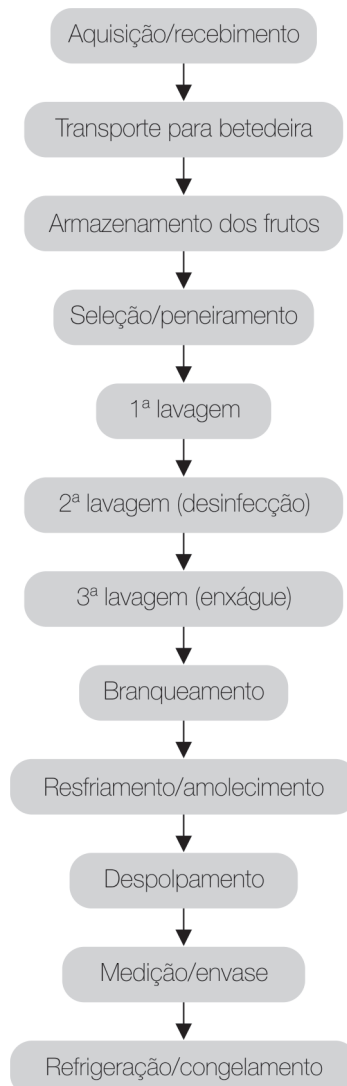 Aquisição/recebimento
Transporte para betedeira
Armazenamento dos frutos
Seleção/peneiramento
1ª lavagem
2ª lavagem (desinfecção)
3ª lavagem (enxágue)
Branqueamento
Resfriamento/amolecimento
Despolpamento
Medição/envase
Refrigeração/congelamento